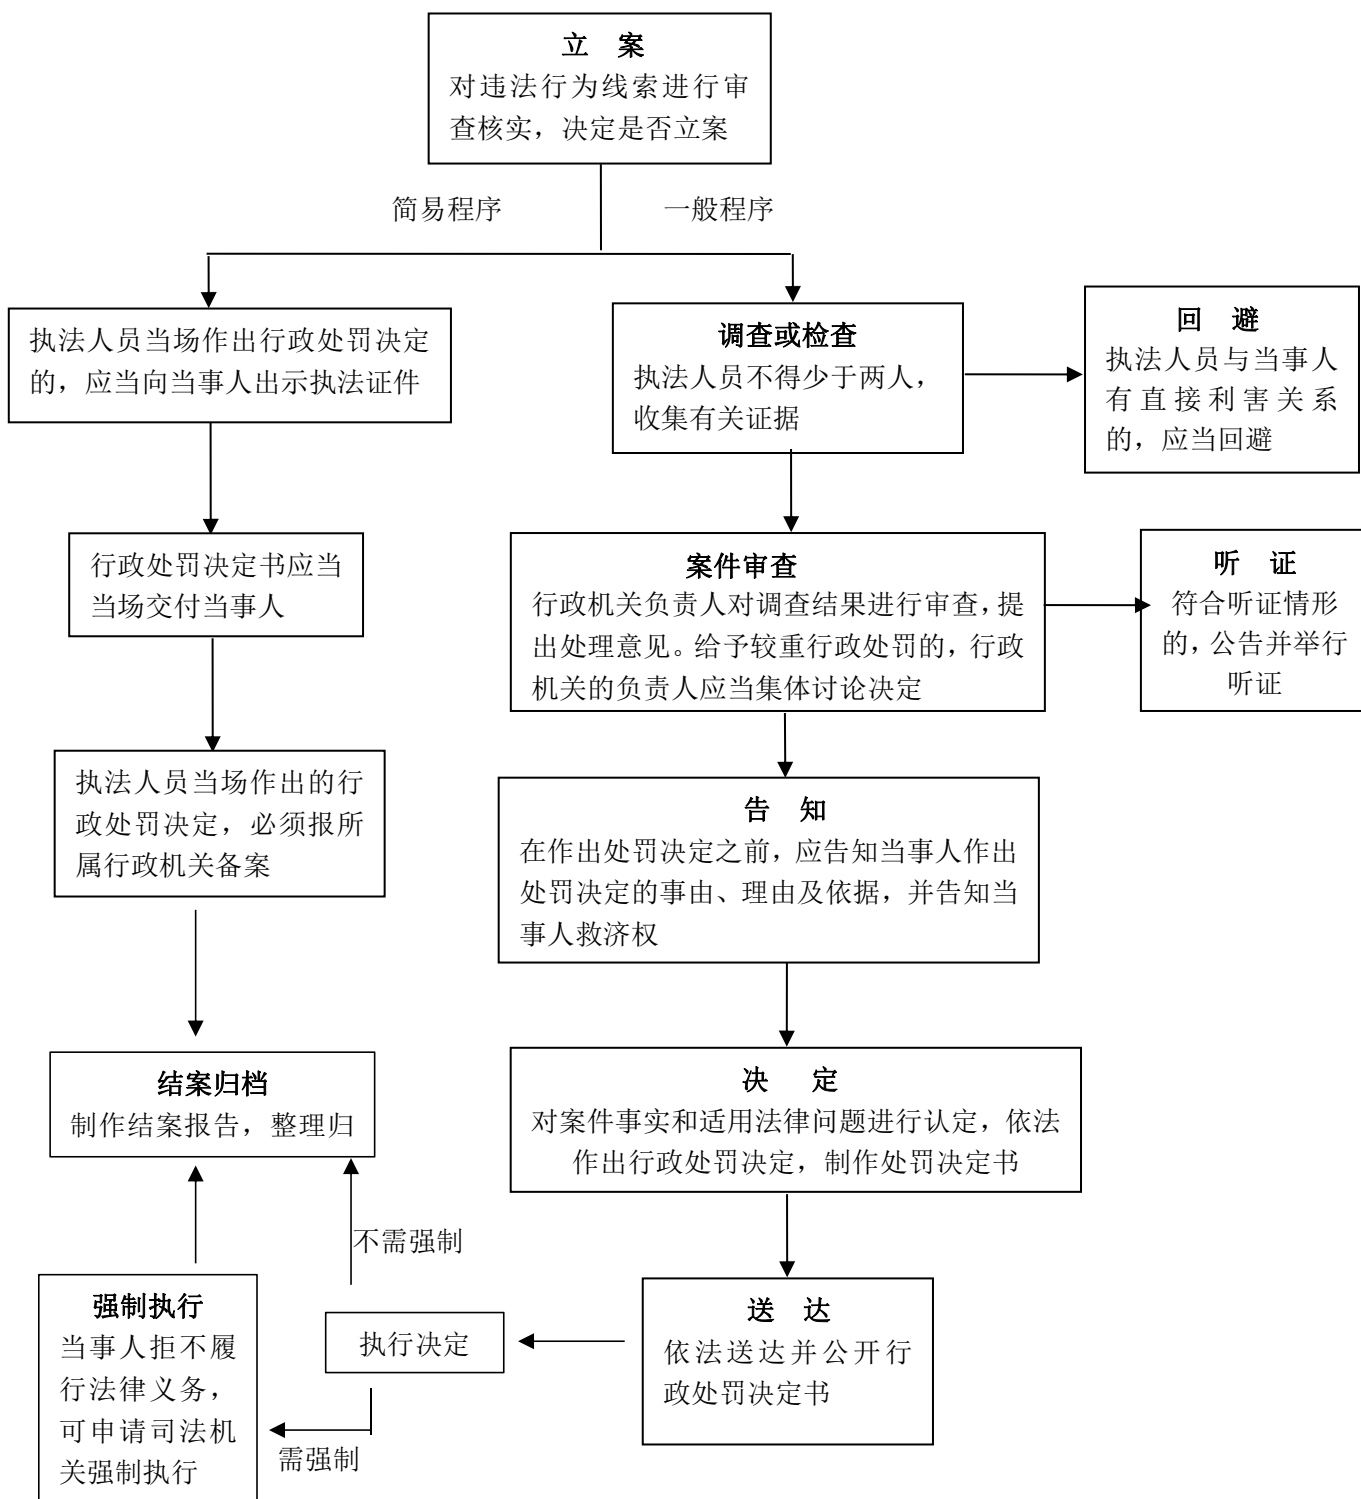 立 案
对违法行为线索进行审
查核实，决定是否立案
简易程序
一般程序
执法人员当场作出行政处罚决定
的，应当向当事人出示执法证件
调查或检查
执法人员不得少于两人，
收集有关证据
回 避
执法人员与当事人
有直接利害关系
的，应当回避
行政处罚决定书应当
当场交付当事人
案件审查
行政机关负责人对调查结果进行审查，提
出处理意见。给予较重行政处罚的，行政
机关的负责人应当集体讨论决定
听 证
符合听证情形
的，公告并举行
听证
执法人员当场作出的行
政处罚决定，必须报所
属行政机关备案
告 知
在作出处罚决定之前，应告知当事人作出
处罚决定的事由、理由及依据，并告知当
事人救济权
结案归档
制作结案报告，整理归
决 定
对案件事实和适用法律问题进行认定，依法
作出行政处罚决定，制作处罚决定书
不需强制
强制执行
当事人拒不履
行法律义务，
可申请司法机
关强制执行
执行决定
需强制
送 达
依法送达并公开行
政处罚决定书